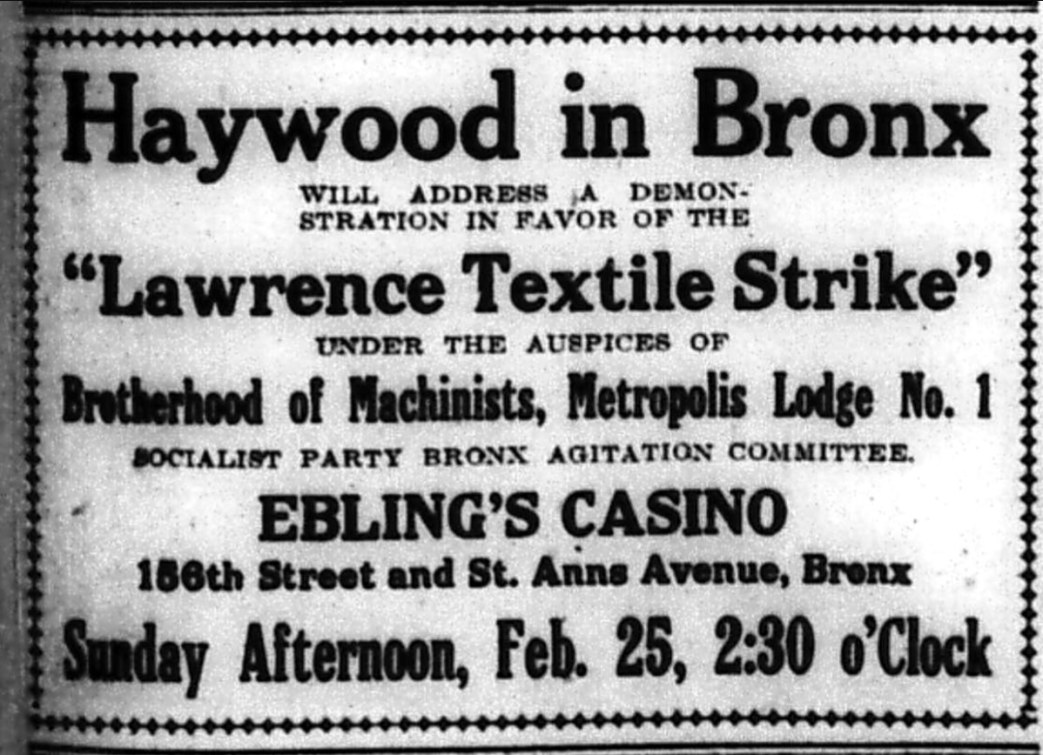 Haywood in Bronx
WILL ADDRESS A DEMON-
STRATION IN FAVOR OF THE
“Lawrence Textile Strike”
UNDER THE AUSPICES OF
Brotherhood of Machinists, Metropolis Lodge No. 1
SOCIALIST PARTY BRONX AGITATION COMMITTEE.
EBLING’S CASINO
156th Street and St. Anns Avenue, Bronx
Sunday Afternoon, Feb. 25, 2:30 o’Clock